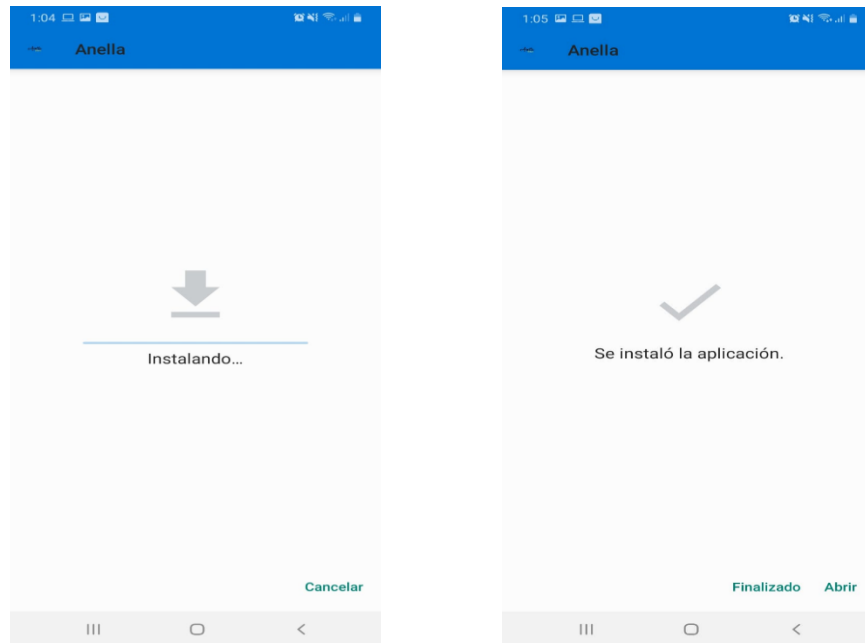 1:04
Anella
Instalando...
Cancelar
1:05
Anella
Se instaló la aplicación.
Finalizado Abrir